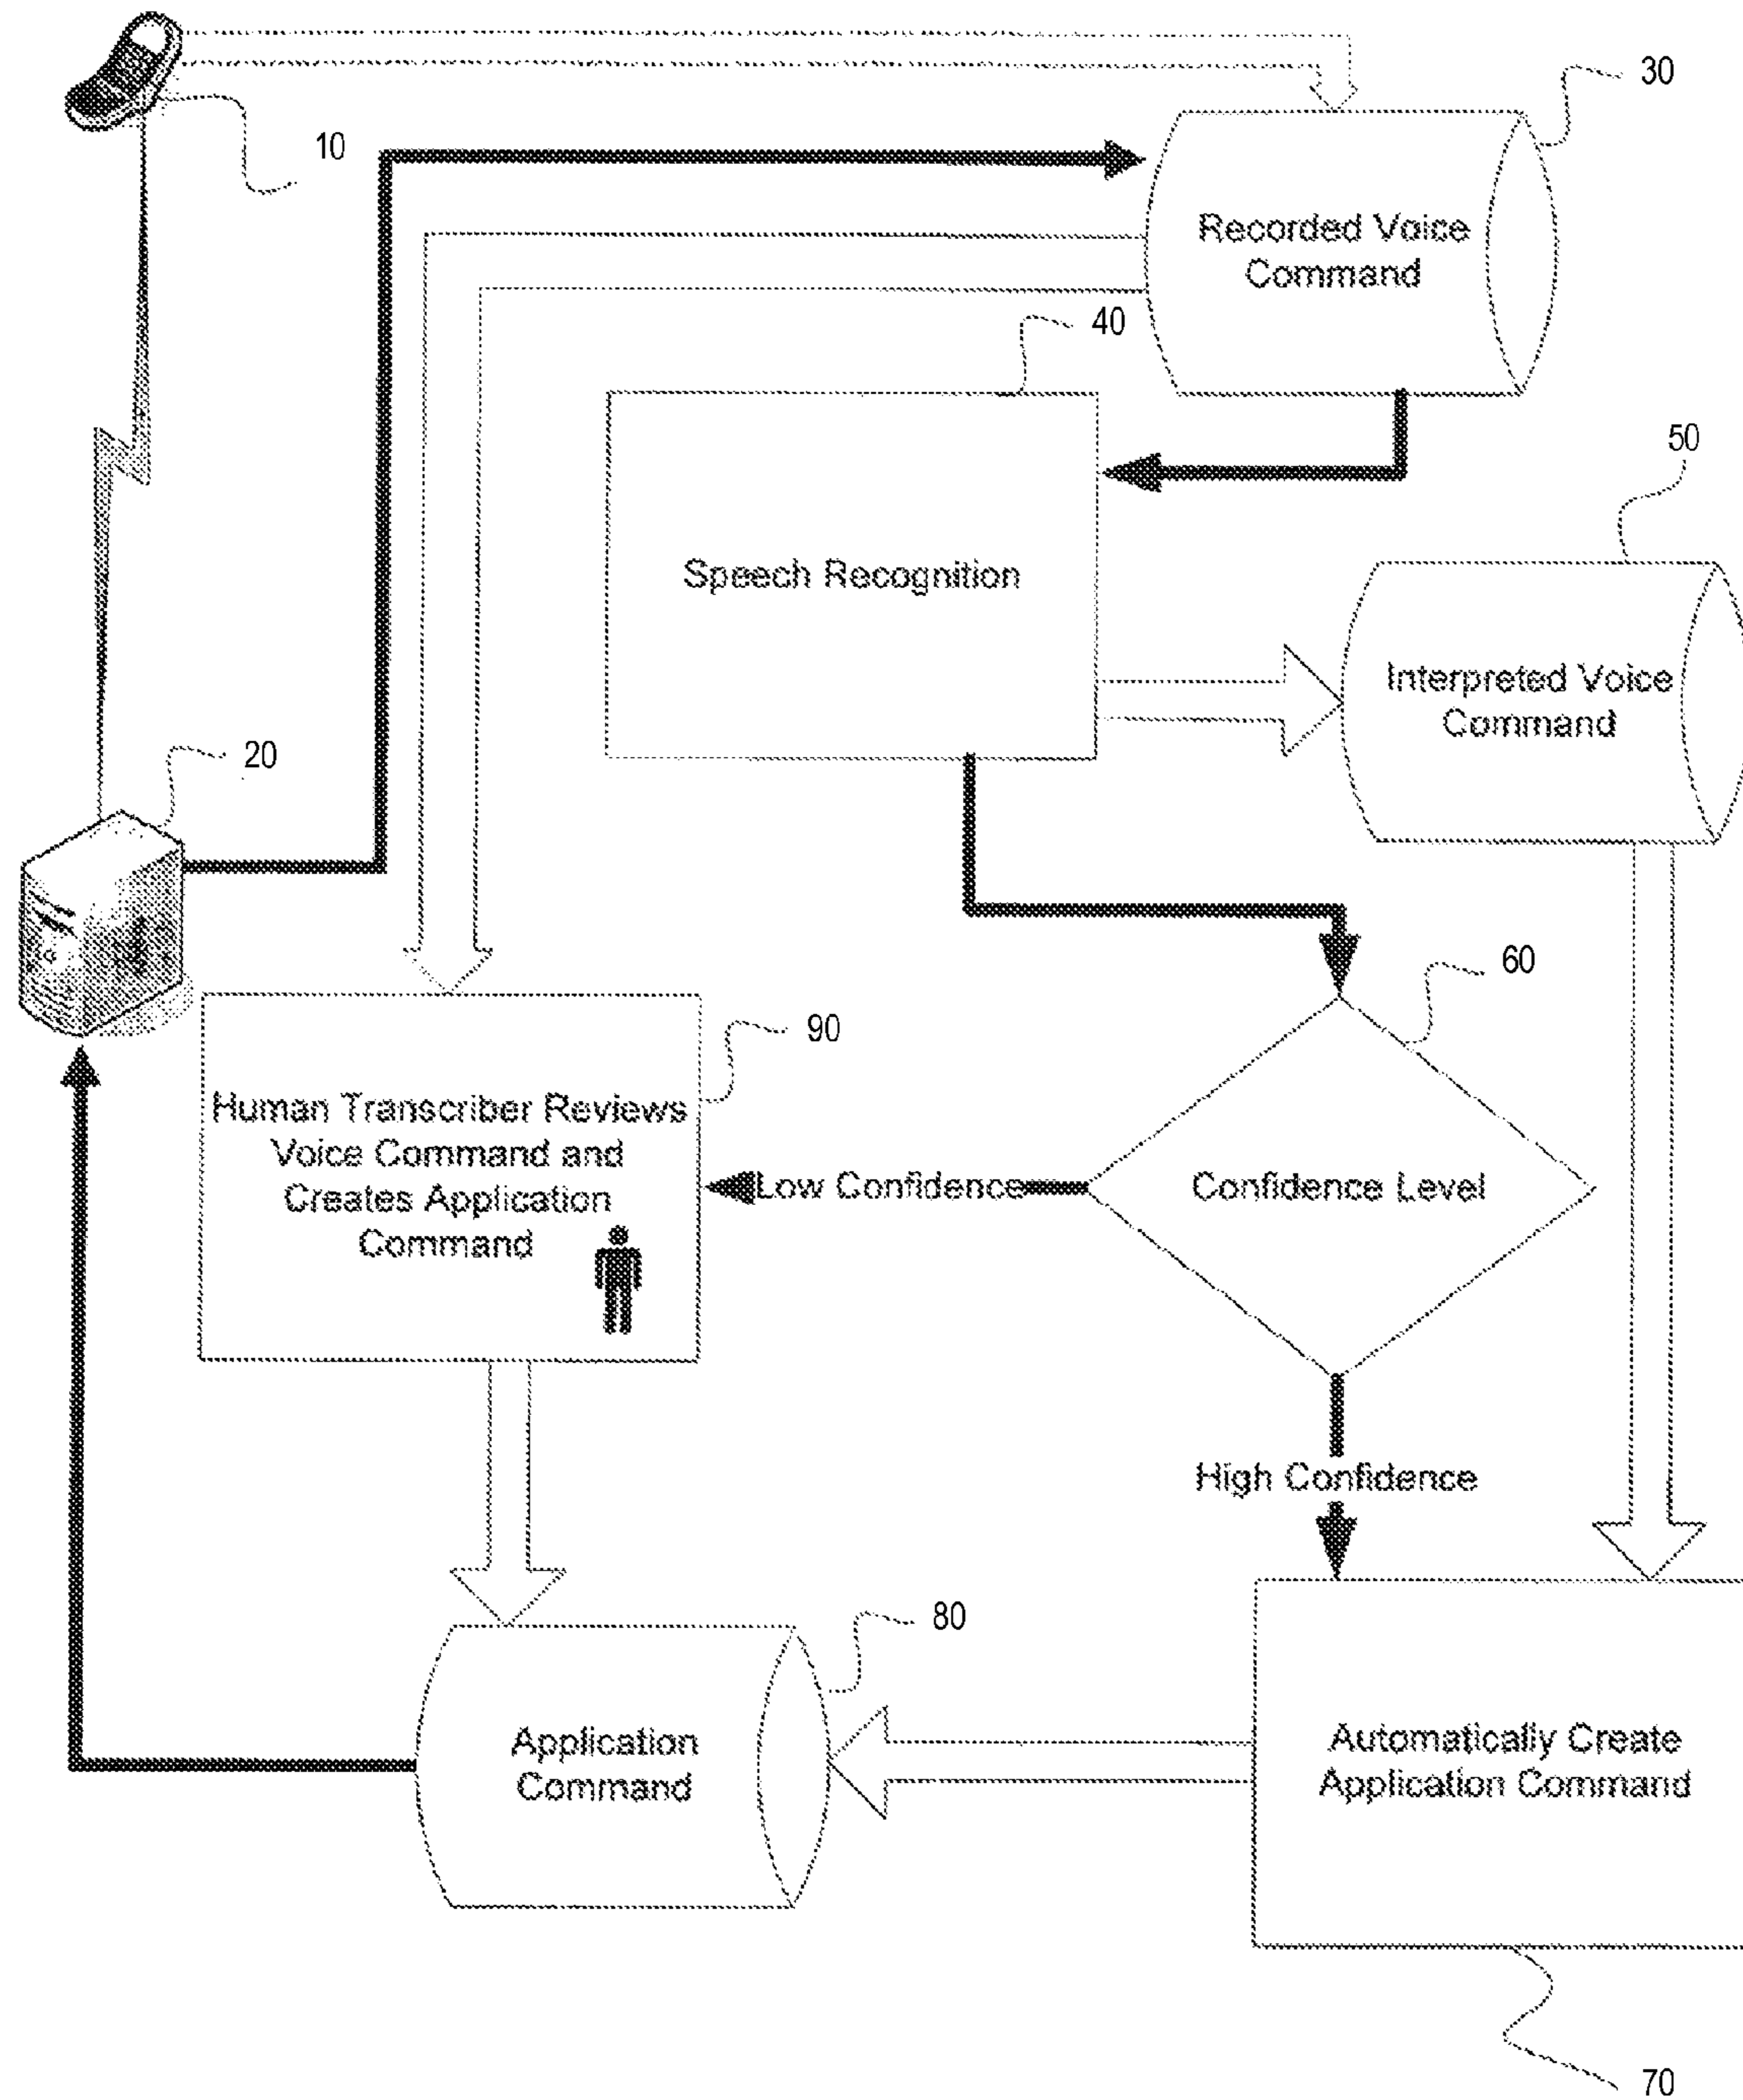 30
10
Recorded Voice
Command
40
50
Speech Recognition
Interpreted Voice
Command
20
60
90
Human Transcriber Reviews
Voice Command and
Creates Application
Command
Low Confidence
Confidence Level
High Confidence
80
Application
Command
Automatically Create
Application Command
70